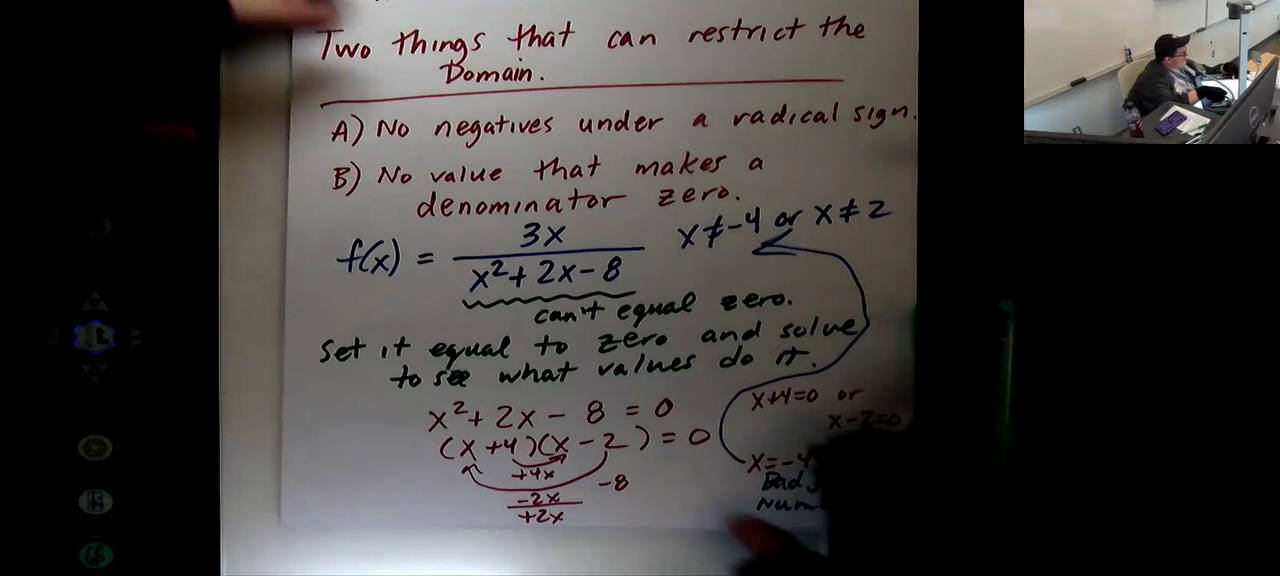 Two things that can restrict the
Domain.
A) No negatives under a radical sign.
B) No value that makes a
denominator zero.
f(x) = 3x / x²+2x-8   x≠-4 or x≠2
can't equal zero.
Set it equal to zero and solve
to see what values do it.
x²+2x-8=0
(x+4)(x-2)=0
+4x
-8
-2x
+2x
x+4=0 or
x-2=0
x=-4
Bad